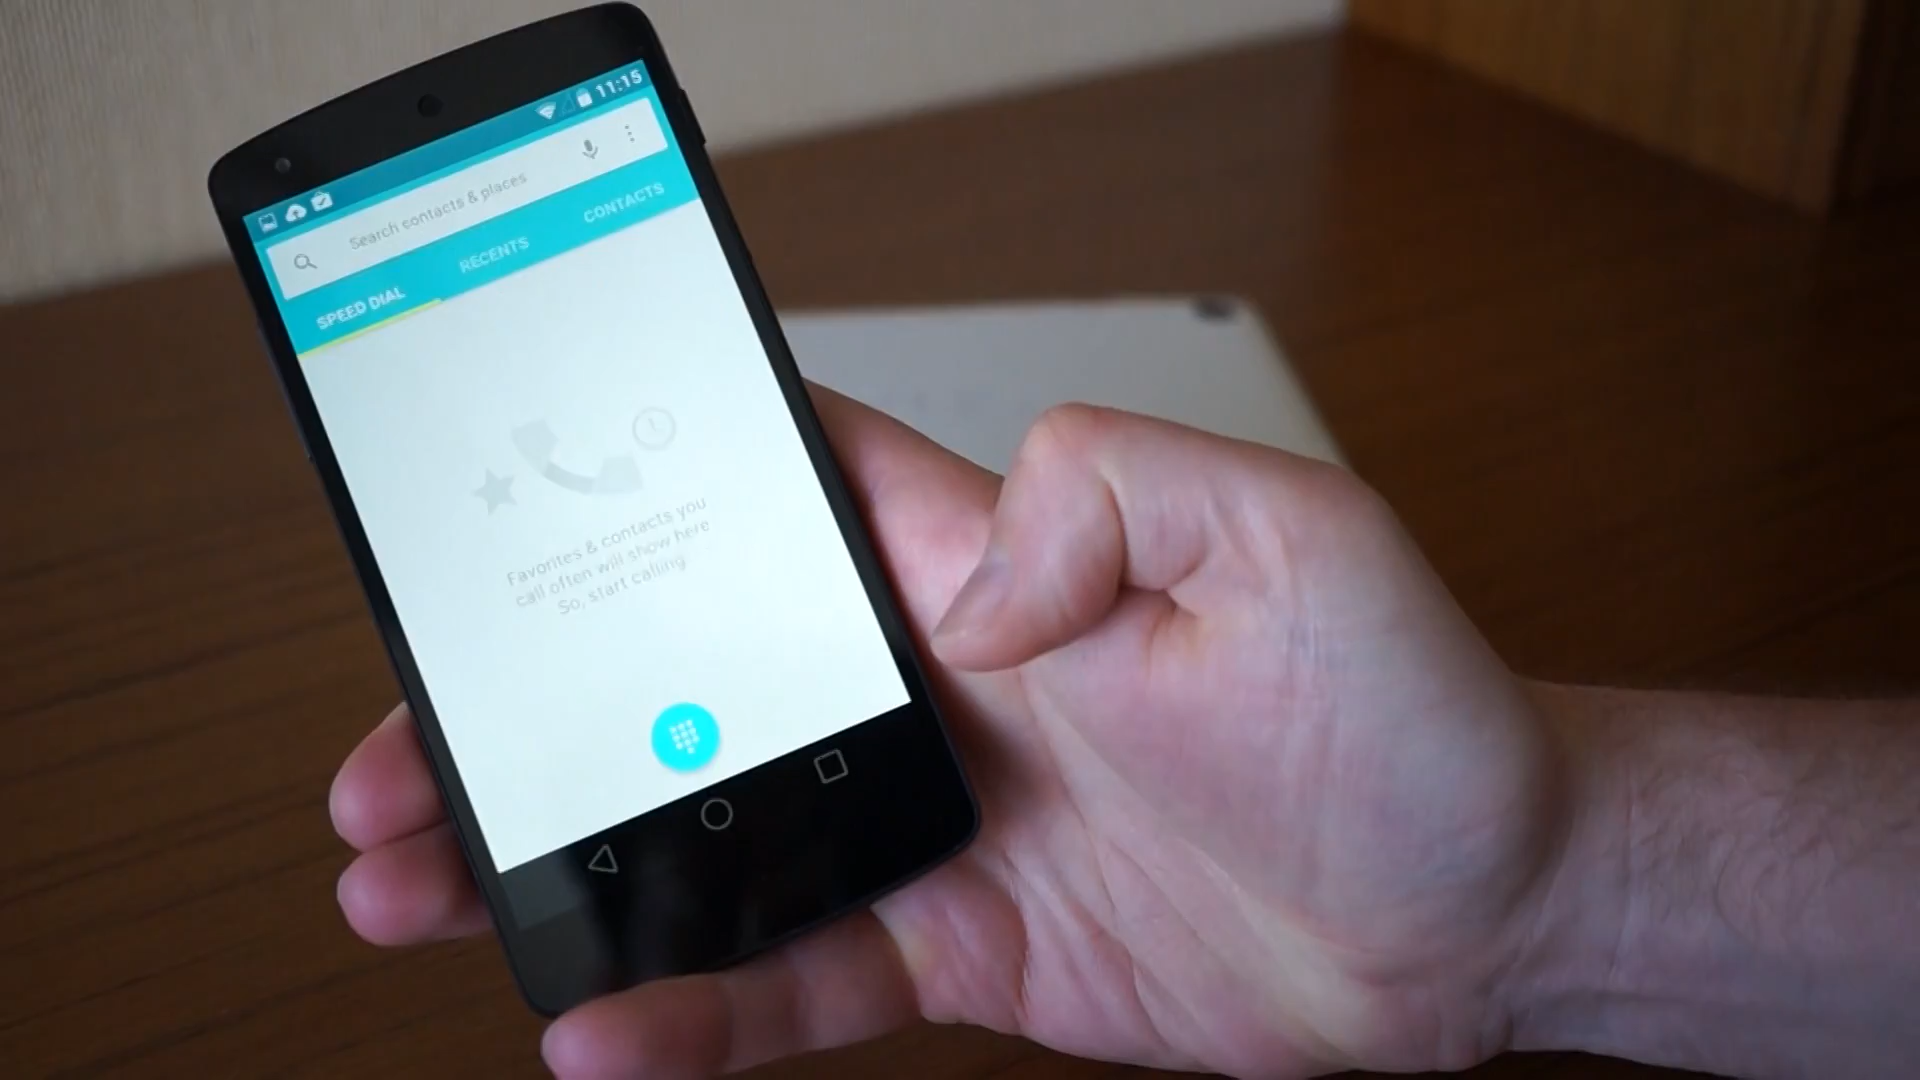 11:15
Search contacts & places
SPEED DIAL RECENTS CONTACTS
Favorites & contacts you
call often will show here
So, start calling